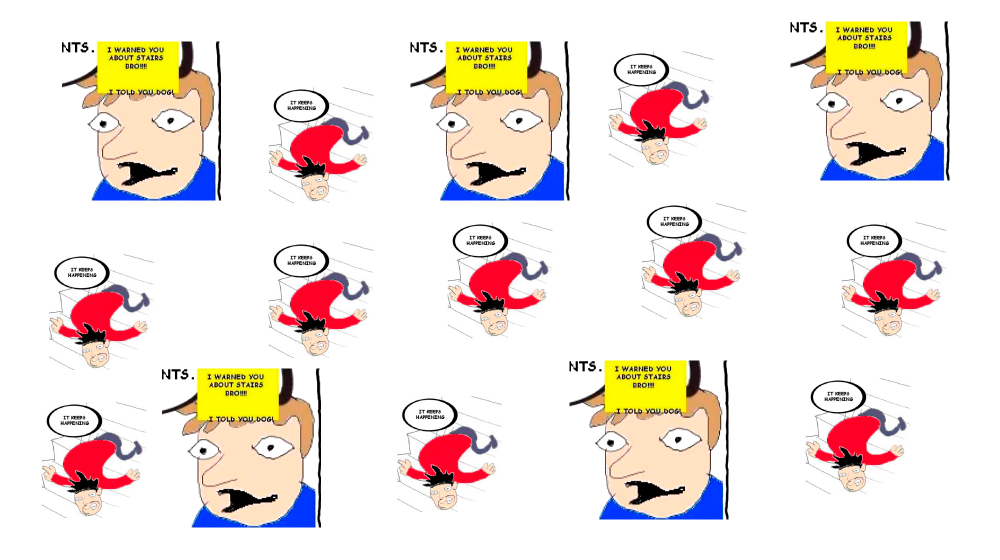 NTS.
I WARNED YOU
ABOUT STAIRS
BRO!!!!
I TOLD YOU DOG!
IT KEEPS
HAPPENING
NTS.
I WARNED YOU
ABOUT STAIRS
BRO!!!!
I TOLD YOU DOG!
IT KEEPS
HAPPENING
NTS.
I WARNED YOU
ABOUT STAIRS
BRO!!!!
I TOLD YOU DOG!
IT KEEPS
HAPPENING
IT KEEPS
HAPPENING
IT KEEPS
HAPPENING
IT KEEPS
HAPPENING
IT KEEPS
HAPPENING
IT KEEPS
HAPPENING
NTS.
I WARNED YOU
ABOUT STAIRS
BRO!!!!
I TOLD YOU DOG!
IT KEEPS
HAPPENING
NTS.
I WARNED YOU
ABOUT STAIRS
BRO!!!!
I TOLD YOU DOG!
IT KEEPS
HAPPENING